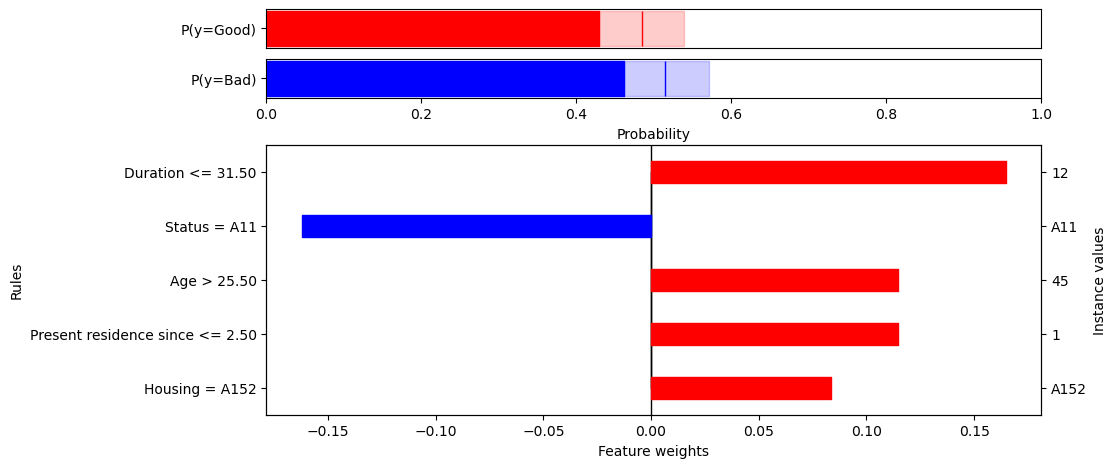 P(y=Good)
P(y=Bad)
0.0 0.2 0.4 0.6 0.8 1.0
Probability
Duration <= 31.50 12
Status = A11 A11
Age > 25.50 45
Present residence since <= 2.50 1
Housing = A152 A152
Rules
Instance values
−0.15 −0.10 −0.05 0.00 0.05 0.10 0.15
Feature weights